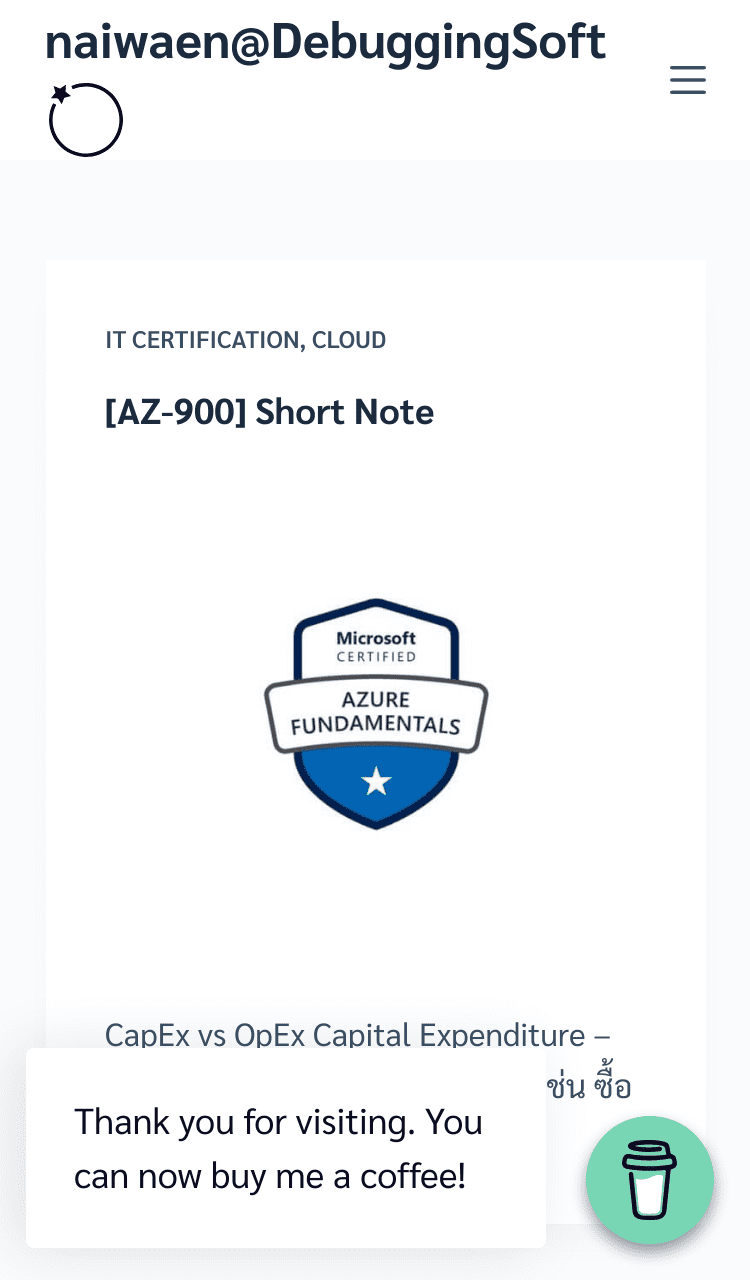 naiwaen@DebuggingSoft
IT CERTIFICATION, CLOUD
[AZ-900] Short Note
Microsoft
CERTIFIED
AZURE
FUNDAMENTALS
CapEx vs OpEx Capital Expenditure –
ช่น ซื้อ
Thank you for visiting. You
can now buy me a coffee!